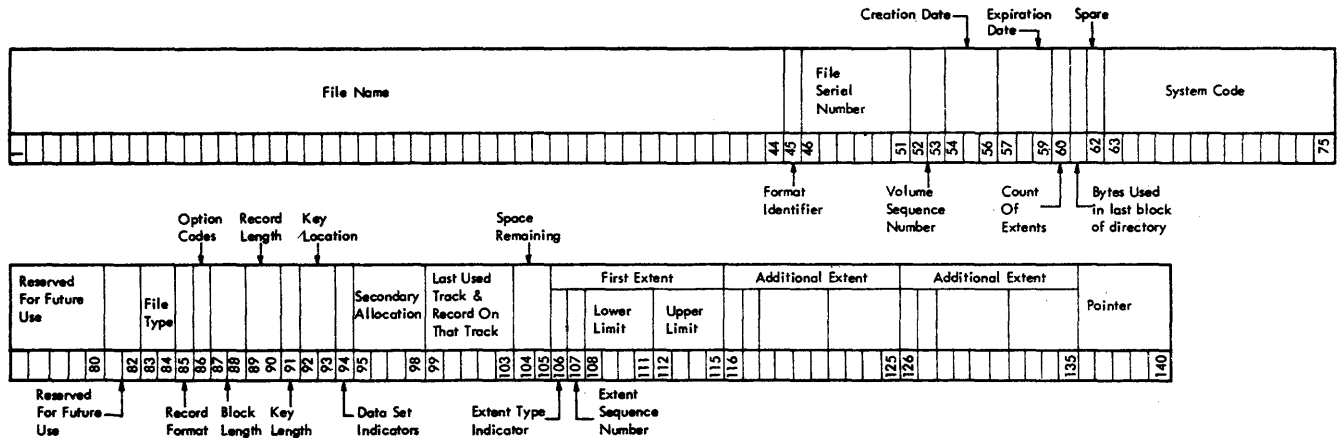 Creation Date
Expiration Date
Spare
File Name
File Serial Number
System Code
1 44 45 46 51 52 53 54 56 57 59 60 62 63 75
Format Identifier
Volume Sequence Number
Count Of Extents
Bytes Used in last block of directory
Option Codes
Record Length
Key Location
Space Remaining
Reserved For Future Use
File Type
Secondary Allocation
Last Used Track & Record On That Track
First Extent
Additional Extent
Additional Extent
Lower Limit
Upper Limit
Pointer
80 82 83 84 85 86 87 88 89 90 91 92 93 94 95 98 99 103 104 105 106 107 108 111 112 115 116 125 126 135 140
Reserved For Future Use
Record Format
Block Length
Key Length
Data Set Indicators
Extent Type Indicator
Extent Sequence Number